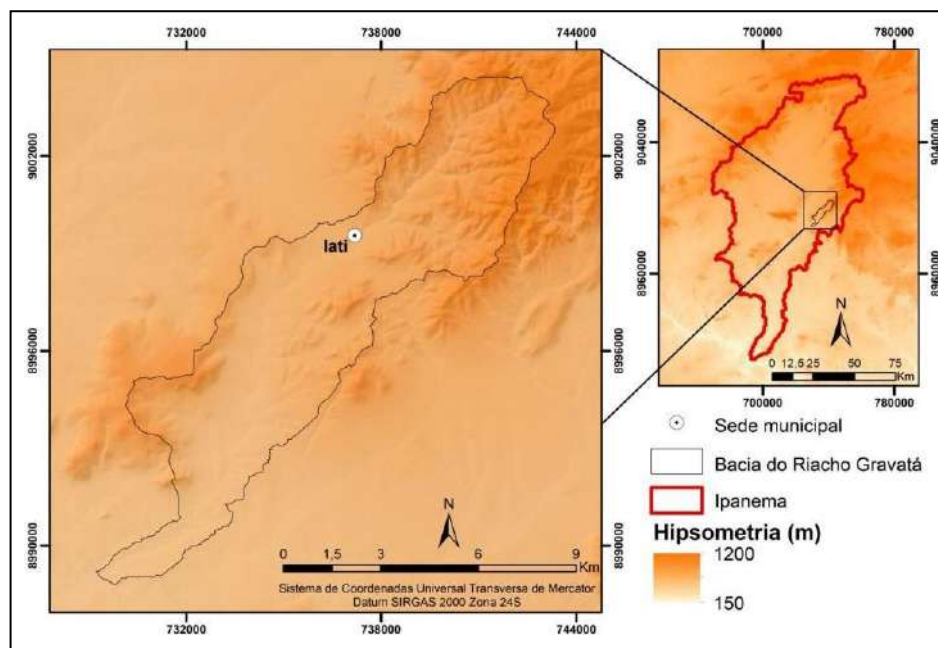 732000 738000 744000
9002000
8996000
8990000
Iati
N
0 1,5 3 6 9
Km
Sistema de Coordenadas Universal Transversa de Mercator
Datum SIRGAS 2000 Zona 24S
9002000
8996000
8990000
732000 738000 744000
700000 780000
9040000
8960000
N
0 12,5 25 50 75
Km
9040000
8960000
700000 780000
Sede municipal
Bacia do Riacho Gravatá
Ipanema
Hipsometria (m)
1200
150